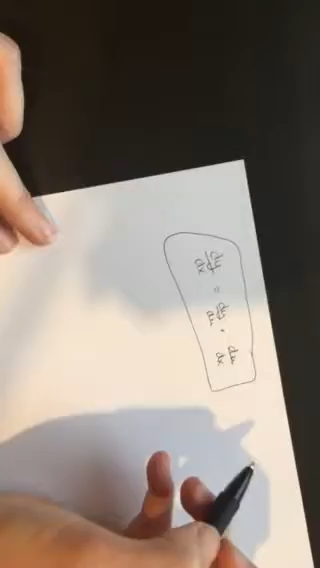 dy/dx = dy/du · du/dx